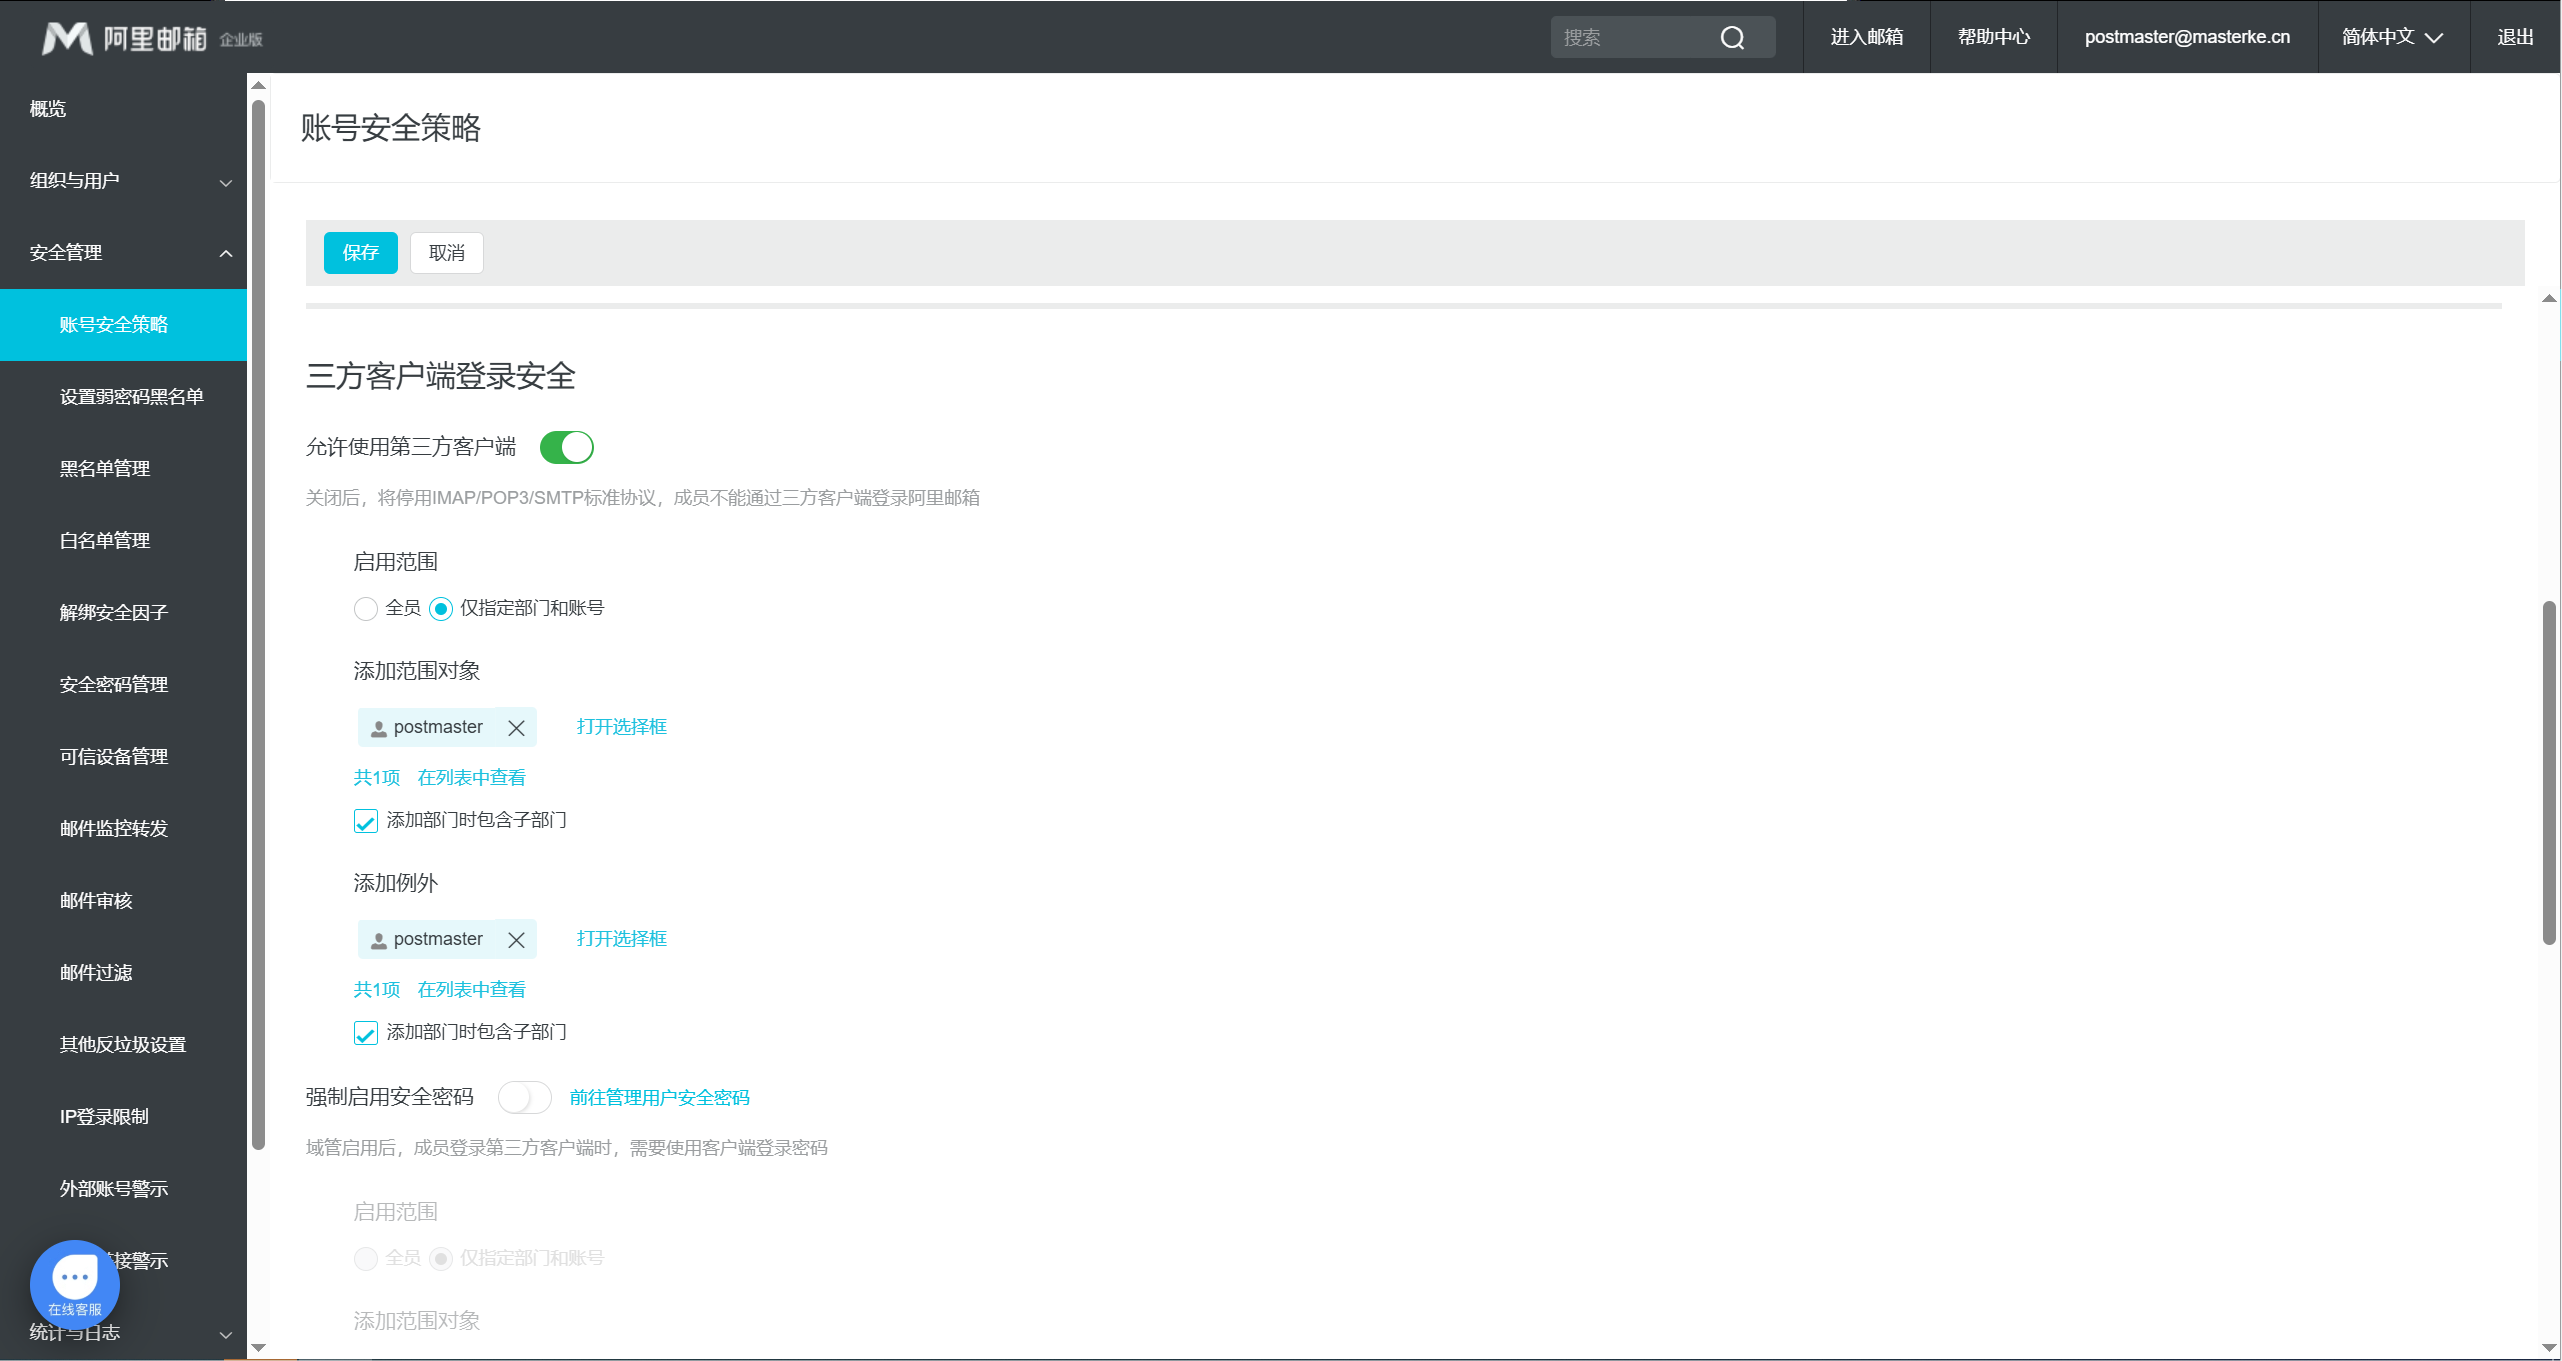 阿里邮箱 企业版
搜索
进入邮箱
帮助中心
postmaster@masterke.cn
简体中文
退出
概览
组织与用户
安全管理
账号安全策略
设置弱密码黑名单
黑名单管理
白名单管理
解绑安全因子
安全密码管理
可信设备管理
邮件监控转发
邮件审核
邮件过滤
其他反垃圾设置
IP登录限制
外部账号警示
接警示
在线客服
统计与日志
账号安全策略
保存 取消
三方客户端登录安全
允许使用第三方客户端
关闭后，将停用IMAP/POP3/SMTP标准协议，成员不能通过三方客户端登录阿里邮箱
启用范围
全员 仅指定部门和账号
添加范围对象
postmaster 打开选择框
共1项 在列表中查看
添加部门时包含子部门
添加例外
postmaster 打开选择框
共1项 在列表中查看
添加部门时包含子部门
强制启用安全密码 前往管理用户安全密码
域管启用后，成员登录第三方客户端时，需要使用客户端登录密码
启用范围
全员 仅指定部门和账号
添加范围对象